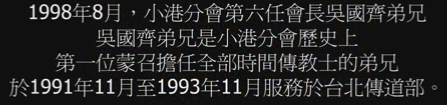 1998年8月，小港分會第六任會長吳國齊弟兄
吳國齊弟兄是小港分會歷史上
第一位蒙召擔任全部時間傳教士的弟兄
於1991年11月至1993年11月服務於台北傳道部。